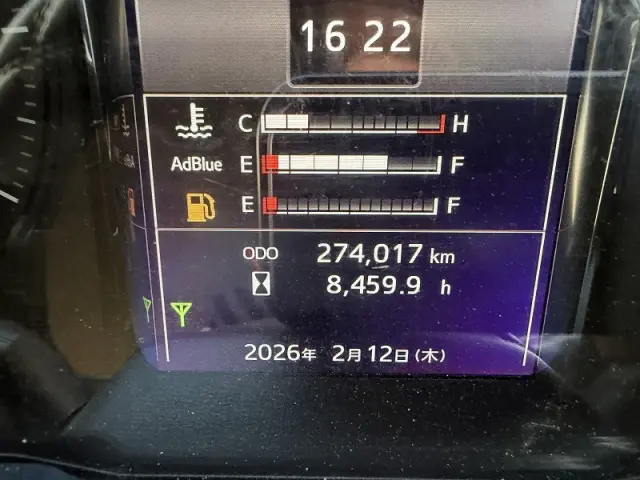 16 22
C H
AdBlue E F
E F
ODO 274,017 km
8,459.9 h
2026年 2月 12日 (木)